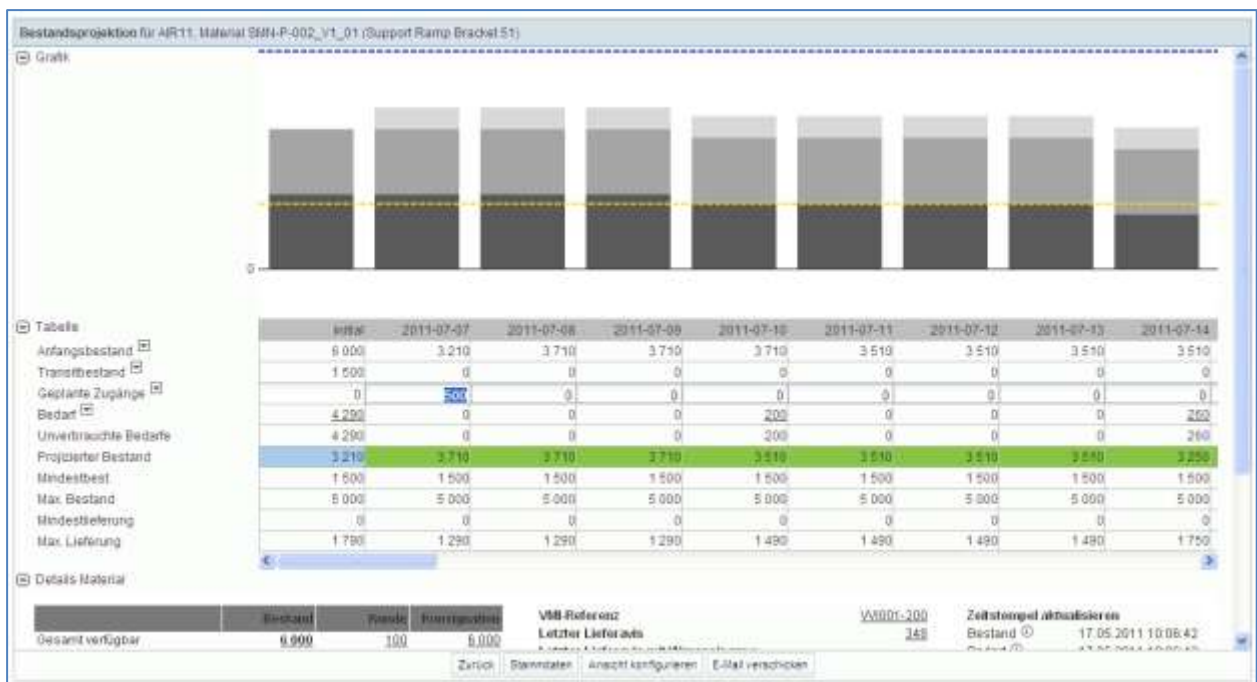 Bestandsprojektion für AIR11, Material SMN-P-002_V1_01 (Support Ramp Bracket 51)
Grafik
0
Tabelle Initial 2011-07-07 2011-07-08 2011-07-09 2011-07-10 2011-07-11 2011-07-12 2011-07-13 2011-07-14
Anfangsbestand 6 000 3 210 3 710 3 710 3 710 3 510 3 510 3 510 3 510
Transitbestand 1 500 0 0 0 0 0 0 0 0
Geplante Zugänge 0 500 0 0 0 0 0 0 0
Bedarf 4 290 0 0 0 200 0 0 0 260
Unverbrauchte Bedarfe 4 290 0 0 0 200 0 0 0 260
Projizierter Bestand 3 210 3 710 3 710 3 710 3 510 3 510 3 510 3 510 3 250
Mindestbest 1 500 1 500 1 500 1 500 1 500 1 500 1 500 1 500 1 500
Max. Bestand 5 000 5 000 5 000 5 000 5 000 5 000 5 000 5 000 5 000
Mindestlieferung 0 0 0 0 0 0 0 0 0
Max. Lieferung 1 790 1 290 1 290 1 290 1 490 1 490 1 490 1 490 1 750
Details Material
Bestand Konsignation VMI-Referenz VMI001-200 Zeitstempel aktualisieren
Gesamt verfügbar 6.000 100 6.000 Letzter Lieferavis 348 Bestand 17.05.2011 10:06:42
Zurück Stammdaten Ansicht konfigurieren E-Mail verschicken